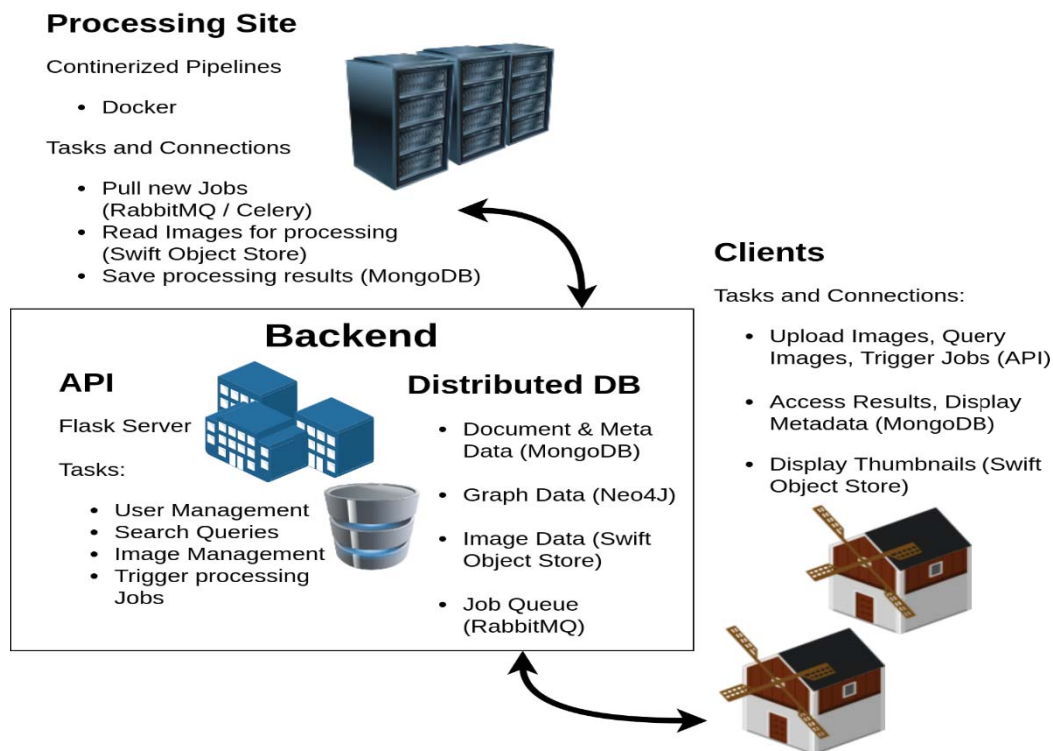 Processing Site
Continerized Pipelines
• Docker
Tasks and Connections
• Pull new Jobs
(RabbitMQ / Celery)
• Read Images for processing
(Swift Object Store)
• Save processing results (MongoDB)
Backend
API
Flask Server
Tasks:
• User Management
• Search Queries
• Image Management
• Trigger processing
Jobs
Distributed DB
• Document & Meta
Data (MongoDB)
• Graph Data (Neo4J)
• Image Data (Swift
Object Store)
• Job Queue
(RabbitMQ)
Clients
Tasks and Connections:
• Upload Images, Query
Images, Trigger Jobs (API)
• Access Results, Display
Metadata (MongoDB)
• Display Thumbnails (Swift
Object Store)